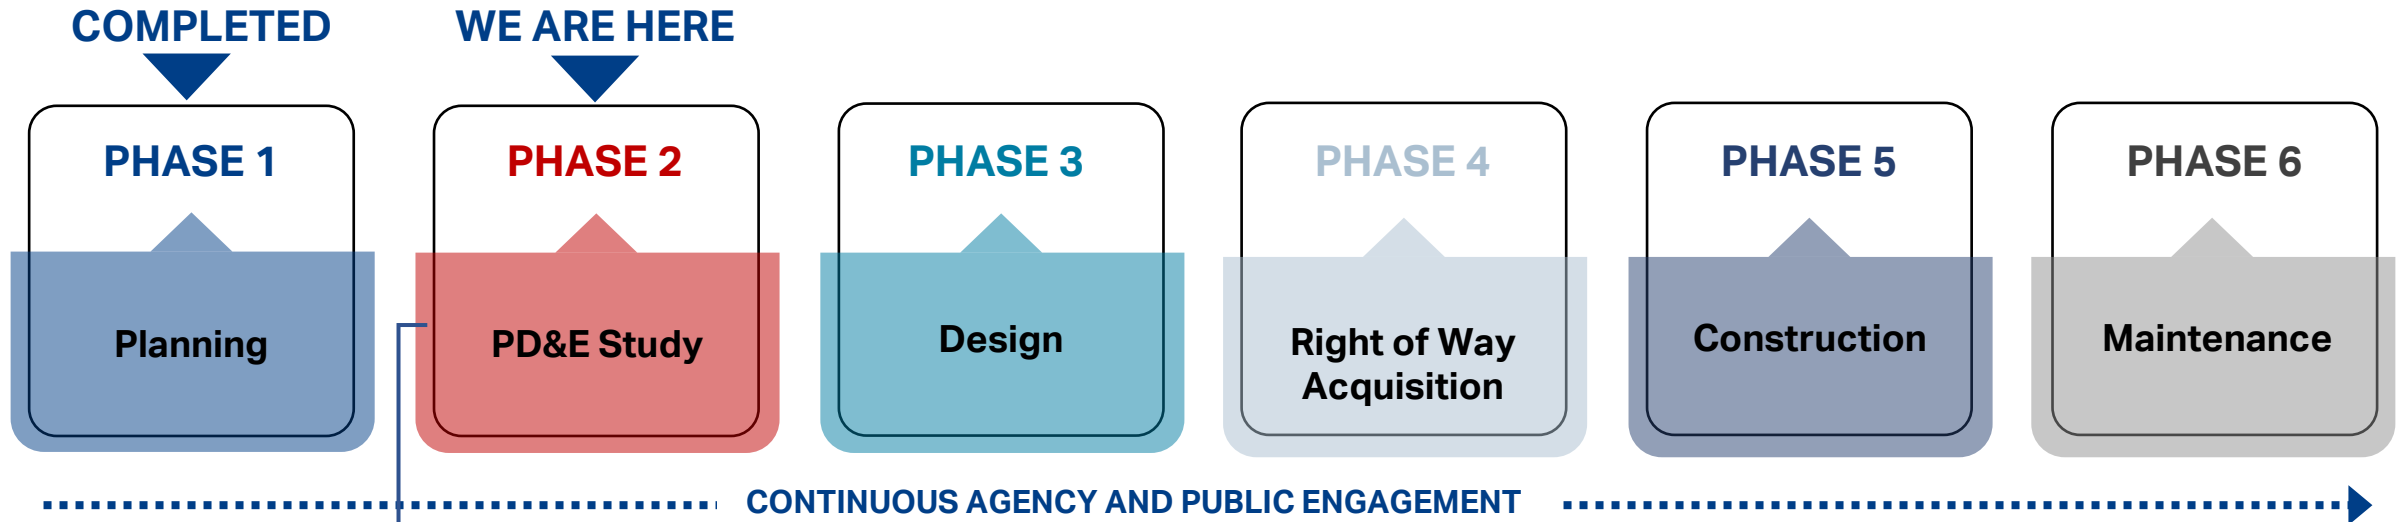 COMPLETED
WE ARE HERE
PHASE 1
PHASE 2
PHASE 3
PHASE 4
PHASE 5
PHASE 6
Planning
PD&E Study
Design
Right of Way
Acquisition
Construction
Maintenance
CONTINUOUS AGENCY AND PUBLIC ENGAGEMENT